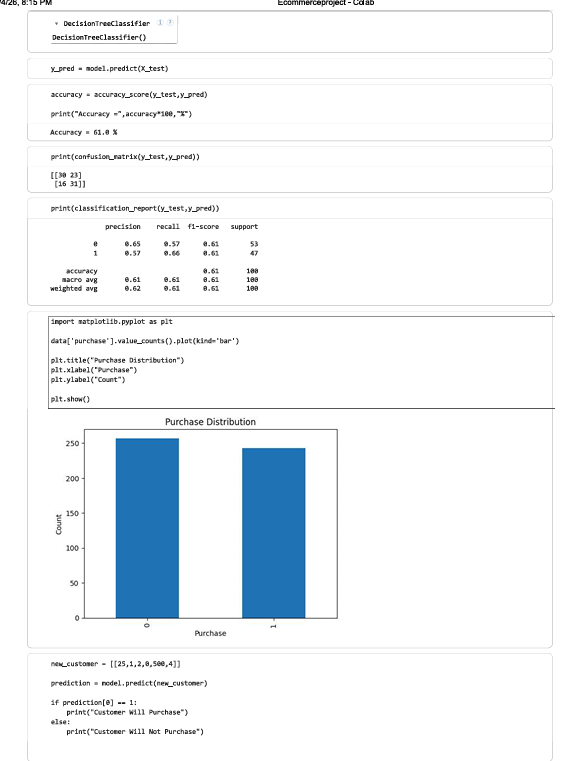 4/26, 8:15 PM Ecommerceproject - Colab
▾ DecisionTreeClassifier i ?
DecisionTreeClassifier()
y_pred = model.predict(X_test)
accuracy = accuracy_score(y_test,y_pred)
print("Accuracy =",accuracy*100,"%")
Accuracy = 61.0 %
print(confusion_matrix(y_test,y_pred))
[[30 23]
[16 31]]
print(classification_report(y_test,y_pred))
precision recall f1-score support
0 0.65 0.57 0.61 53
1 0.57 0.66 0.61 47
accuracy 0.61 100
macro avg 0.61 0.61 0.61 100
weighted avg 0.62 0.61 0.61 100
import matplotlib.pyplot as plt
data['purchase'].value_counts().plot(kind='bar')
plt.title("Purchase Distribution")
plt.xlabel("Purchase")
plt.ylabel("Count")
plt.show()
Purchase Distribution
250
200
150
100
50
0
Count
0 1
Purchase
new_customer = [[25,1,2,0,500,4]]
prediction = model.predict(new_customer)
if prediction[0] == 1:
print("Customer Will Purchase")
else:
print("Customer Will Not Purchase")